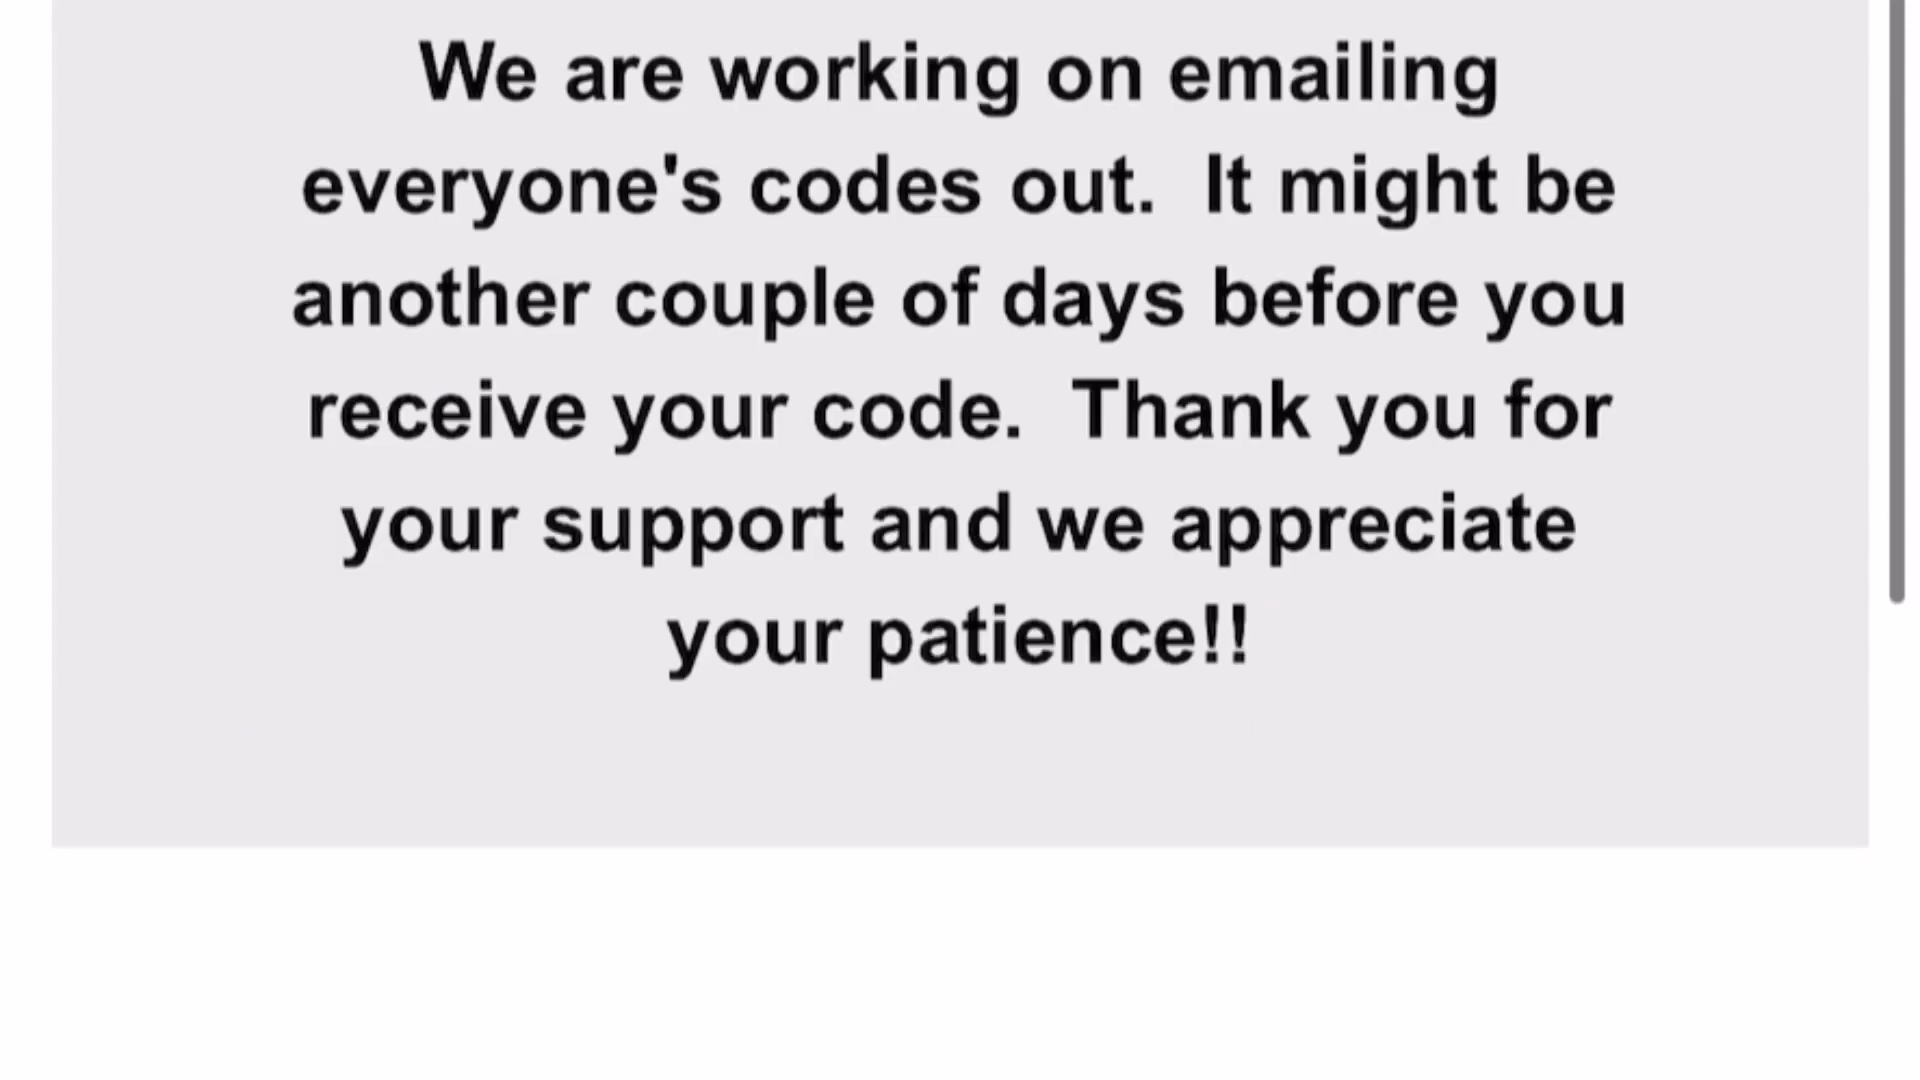 We are working on emailing
everyone's codes out.  It might be
another couple of days before you
receive your code.  Thank you for
your support and we appreciate
your patience!!